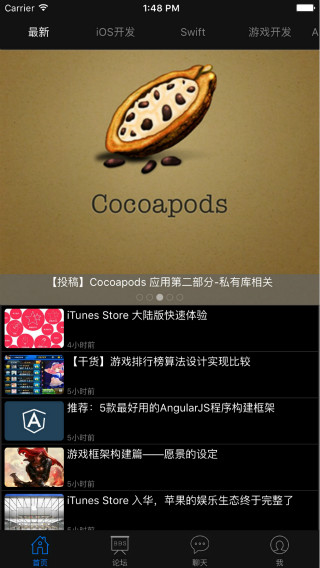 Carrier
1:48 PM
最新
iOS开发
Swift
游戏开发
Cocoapods
【投稿】Cocoapods 应用第二部分-私有库相关
iTunes Store 大陆版快速体验
4小时前
【干货】游戏排行榜算法设计实现比较
5小时前
推荐：5款最好用的AngularJS程序构建框架
5小时前
游戏框架构建篇——愿景的设定
5小时前
iTunes Store 入华，苹果的娱乐生态终于完整了
5小时前
首页
论坛
聊天
我